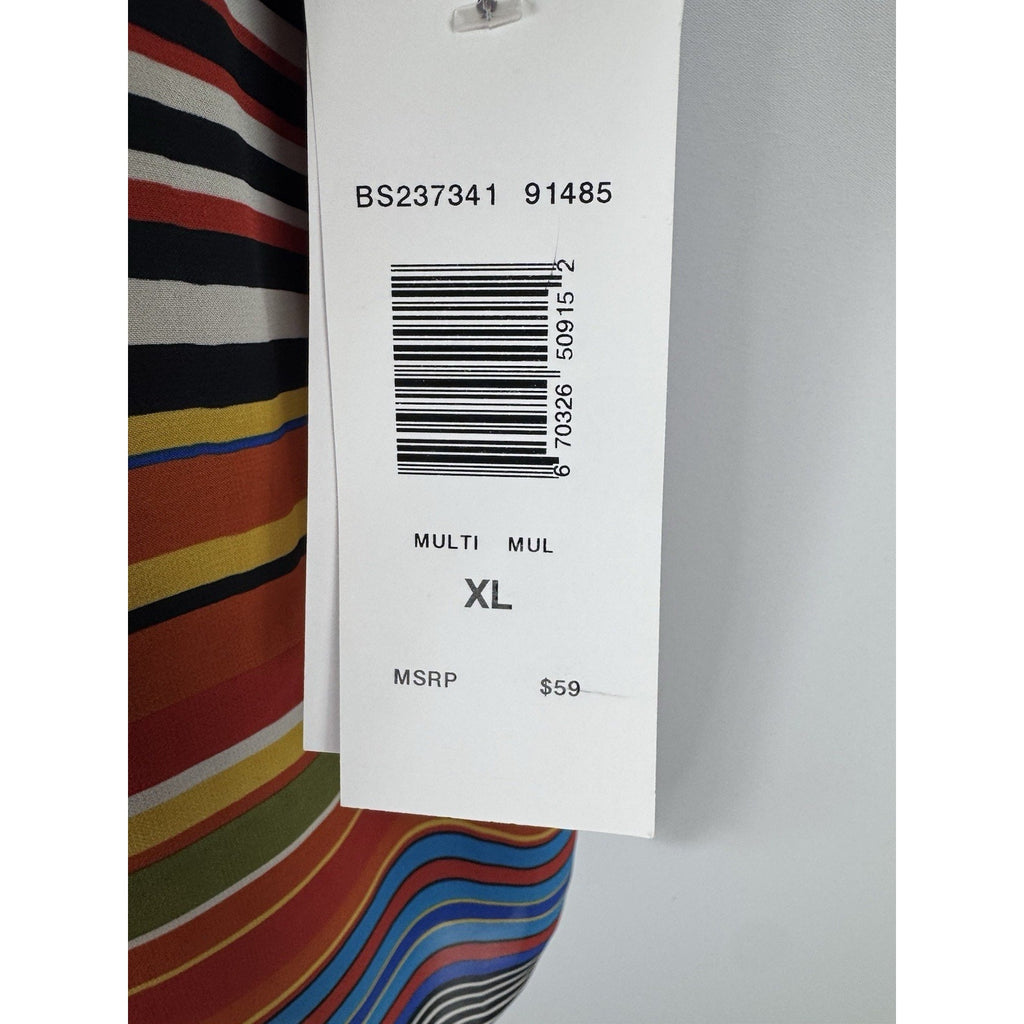 BS237341 91485
6 70326 50915 2
MULTI MUL
XL
MSRP $59